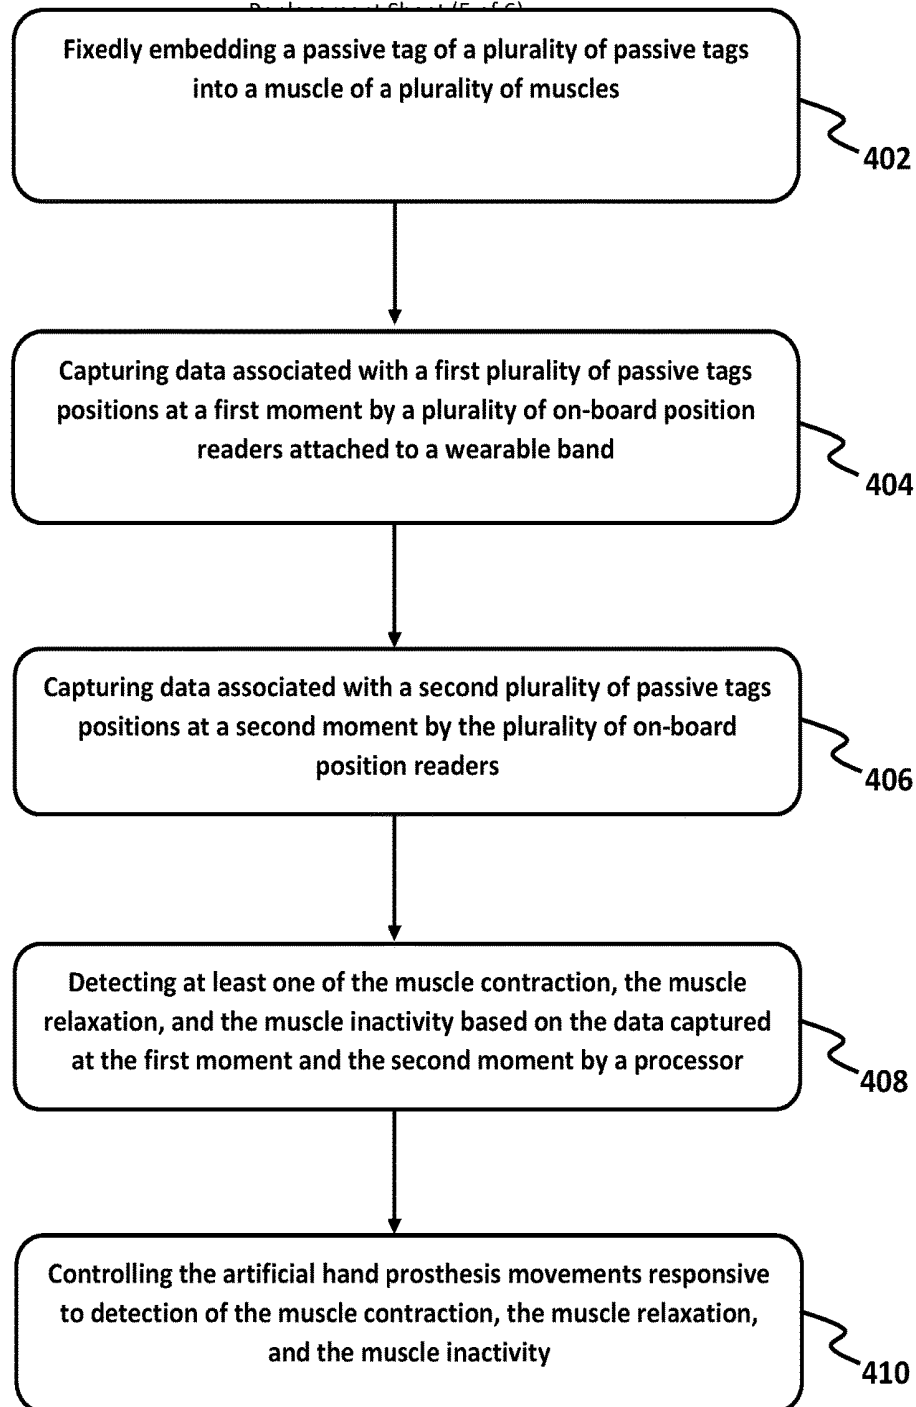 Replacement Sheet (5 of 6)
Fixedly embedding a passive tag of a plurality of passive tags
into a muscle of a plurality of muscles
402
Capturing data associated with a first plurality of passive tags
positions at a first moment by a plurality of on-board position
readers attached to a wearable band
404
Capturing data associated with a second plurality of passive tags
positions at a second moment by the plurality of on-board
position readers
406
Detecting at least one of the muscle contraction, the muscle
relaxation, and the muscle inactivity based on the data captured
at the first moment and the second moment by a processor
408
Controlling the artificial hand prosthesis movements responsive
to detection of the muscle contraction, the muscle relaxation,
and the muscle inactivity
410